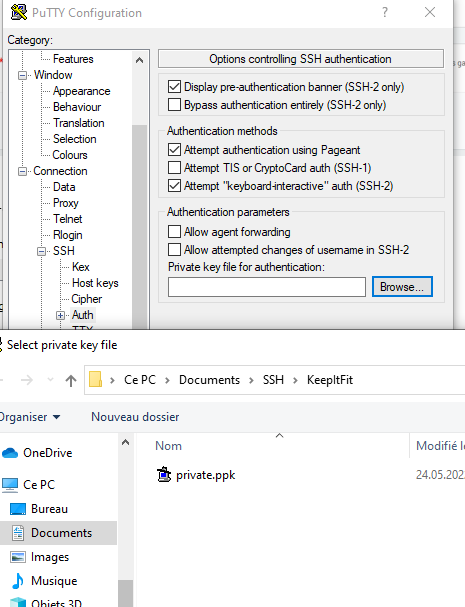 PuTTY Configuration
Category:
Features
Window
Appearance
Behaviour
Translation
Selection
Colours
Connection
Data
Proxy
Telnet
Rlogin
SSH
Kex
Host keys
Cipher
Auth
TTY
Options controlling SSH authentication
Display pre-authentication banner (SSH-2 only)
Bypass authentication entirely (SSH-2 only)
Authentication methods
Attempt authentication using Pageant
Attempt TIS or CryptoCard auth (SSH-1)
Attempt "keyboard-interactive" auth (SSH-2)
Authentication parameters
Allow agent forwarding
Allow attempted changes of username in SSH-2
Private key file for authentication:
Browse...
Select private key file
Ce PC > Documents > SSH > KeepItFit
Organiser
Nouveau dossier
OneDrive
Ce PC
Bureau
Documents
Images
Musique
Objets 3D
Nom
Modifié le
private.ppk
24.05.202